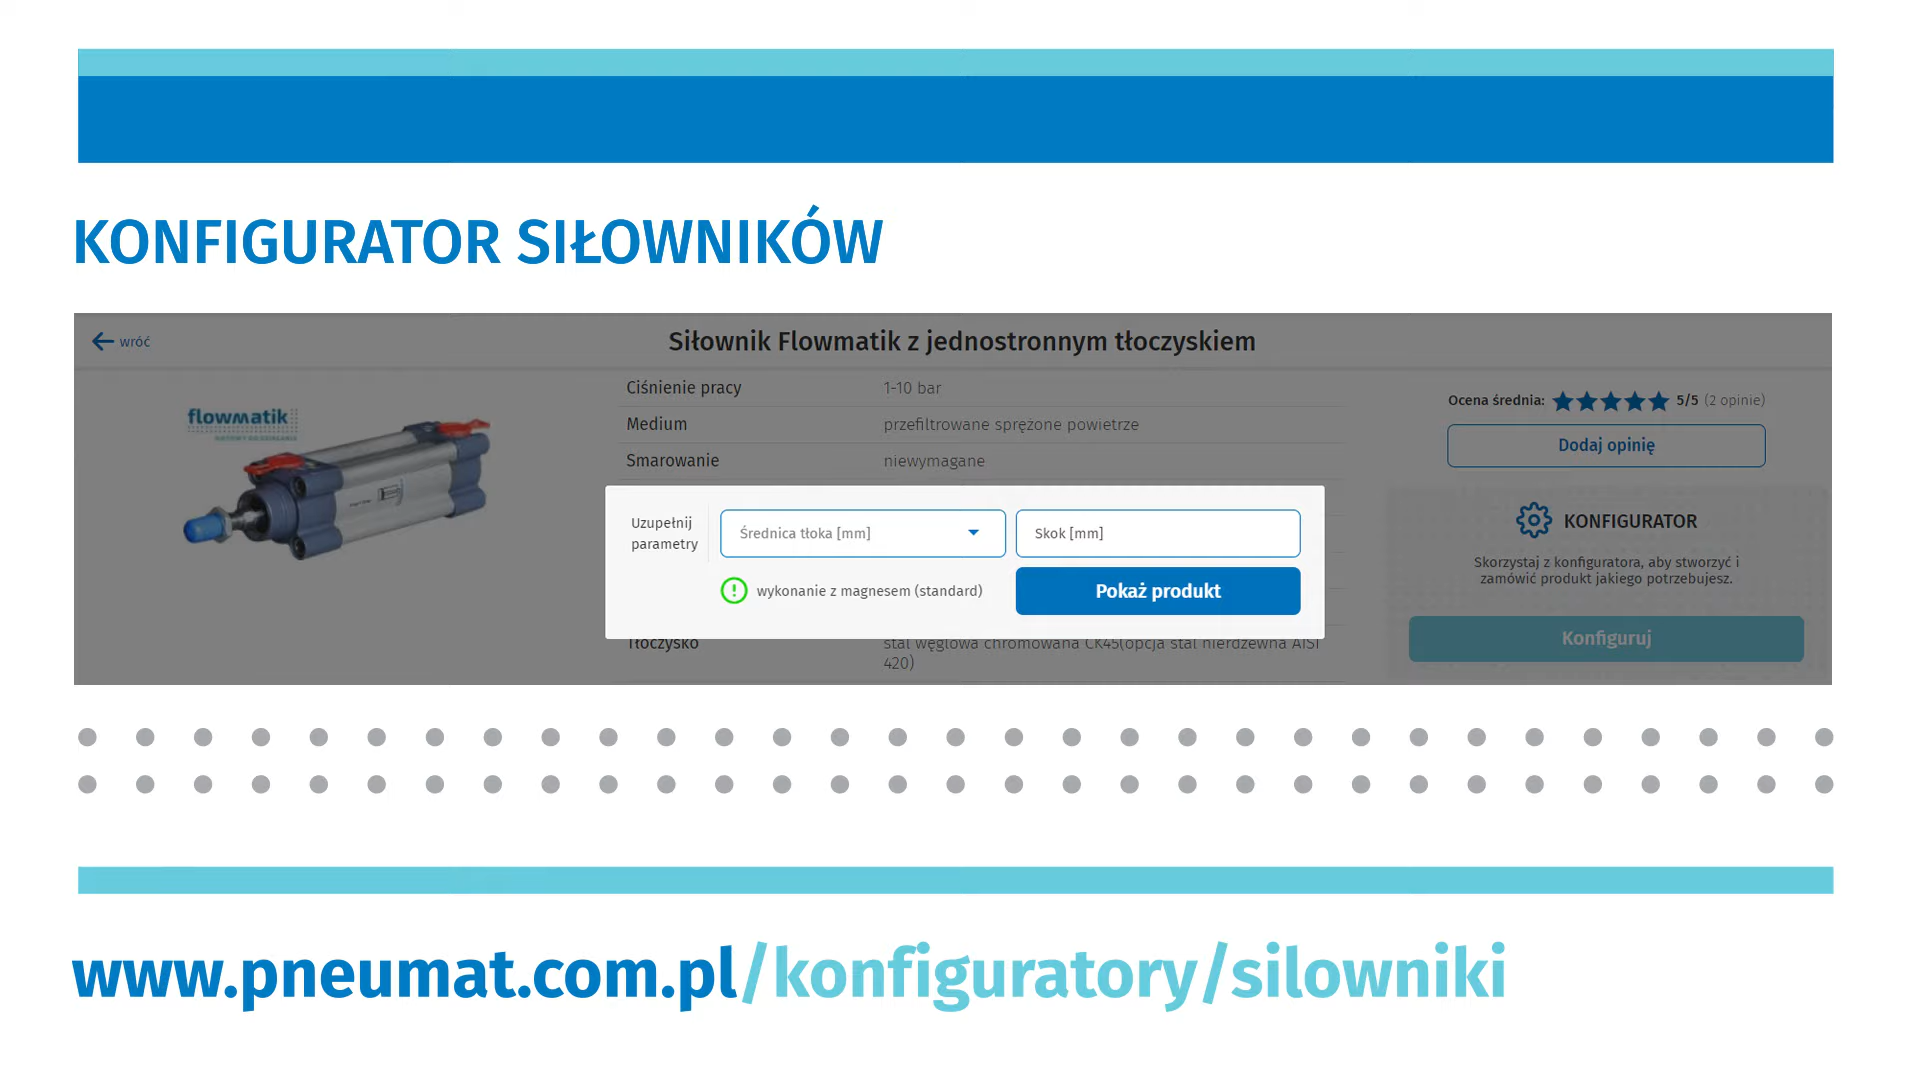 KONFIGURATOR SIŁOWNIKÓW
wróć
Siłownik Flowmatik z jednostronnym tłoczyskiem
flowmatik
Ciśnienie pracy 1-10 bar
Medium przefiltrowane sprężone powietrze
Smarowanie niewymagane
Ocena średnia: 5/5 (2 opinie)
Dodaj opinię
Uzupełnij
parametry
Średnica tłoka [mm]
Skok [mm]
wykonanie z magnesem (standard)
Pokaż produkt
Tłoczysko stal węglowa chromowana CK45(opcja stal nierdzewna AISI
420)
KONFIGURATOR
Skorzystaj z konfiguratora, aby stworzyć i
zamówić produkt jakiego potrzebujesz.
Konfiguruj
www.pneumat.com.pl/konfiguratory/silowniki